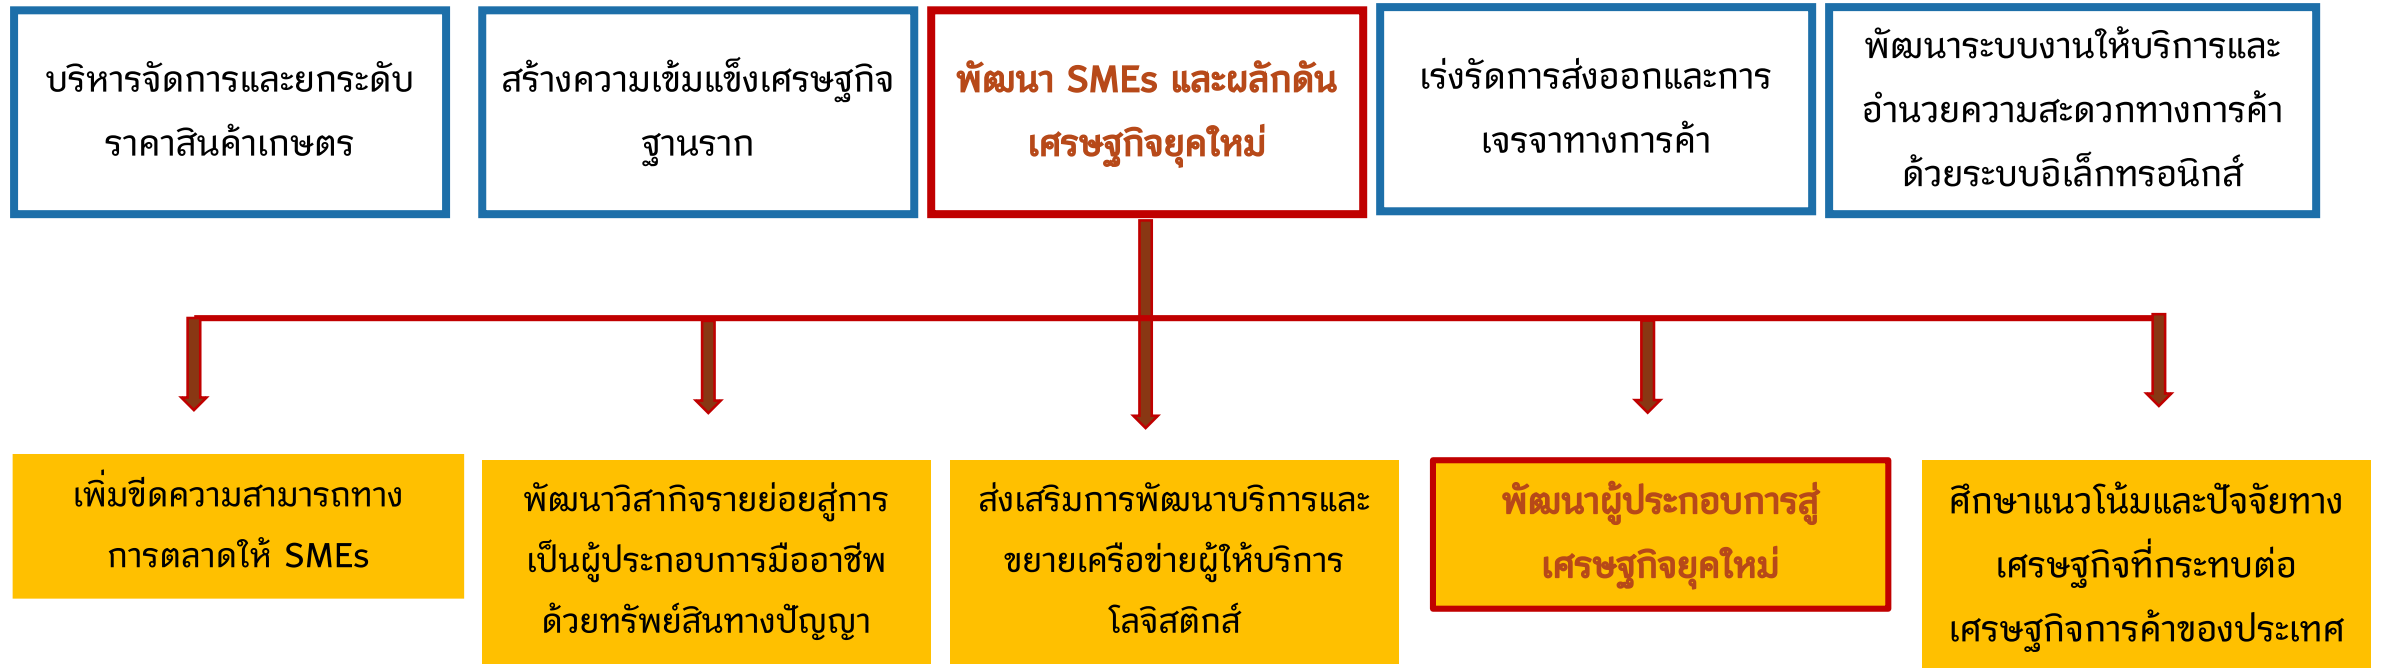 บริหารจัดการและยกระดับ
ราคาสินค้าเกษตร
สร้างความเข้มแข็งเศรษฐกิจ
ฐานราก
พัฒนา SMEs และผลักดัน
เศรษฐกิจยุคใหม่
เร่งรัดการส่งออกและการ
เจรจาทางการค้า
พัฒนาระบบงานให้บริการและ
อำนวยความสะดวกทางการค้า
ด้วยระบบอิเล็กทรอนิกส์
เพิ่มขีดความสามารถทาง
การตลาดให้ SMEs
พัฒนาวิสากิจรายย่อยสู่การ
เป็นผู้ประกอบการมืออาชีพ
ด้วยทรัพย์สินทางปัญญา
ส่งเสริมการพัฒนาบริการและ
ขยายเครือข่ายผู้ให้บริการ
โลจิสติกส์
พัฒนาผู้ประกอบการสู่
เศรษฐกิจยุคใหม่
ศึกษาแนวโน้มและปัจจัยทาง
เศรษฐกิจที่กระทบต่อ
เศรษฐกิจการค้าของประเทศ